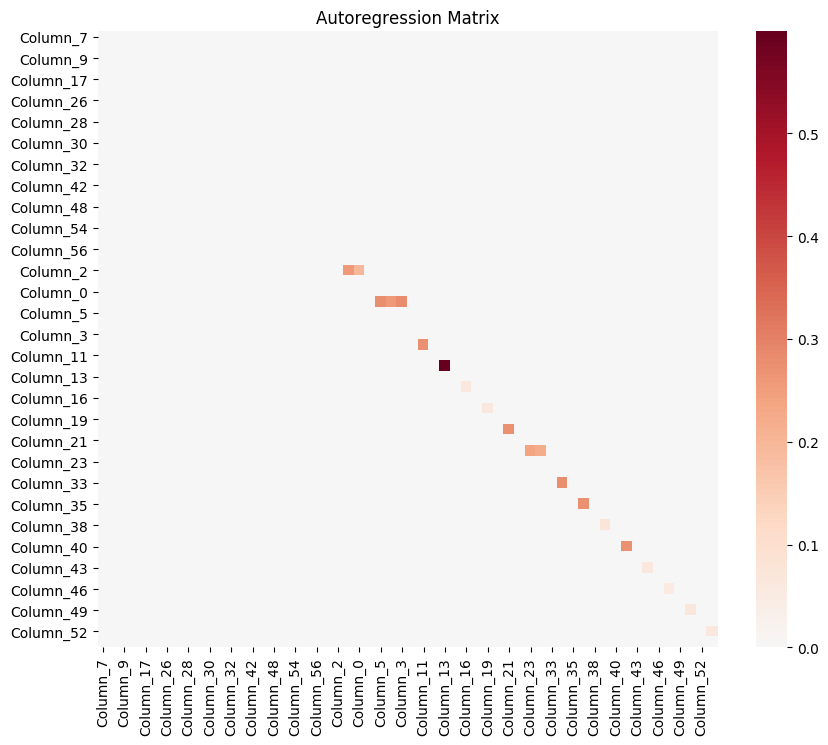 Autoregression Matrix
Column_7
Column_9
Column_17
Column_26
Column_28
Column_30
Column_32
Column_42
Column_48
Column_54
Column_56
Column_2
Column_0
Column_5
Column_3
Column_11
Column_13
Column_16
Column_19
Column_21
Column_23
Column_33
Column_35
Column_38
Column_40
Column_43
Column_46
Column_49
Column_52
Column_7
Column_9
Column_17
Column_26
Column_28
Column_30
Column_32
Column_42
Column_48
Column_54
Column_56
Column_2
Column_0
Column_5
Column_3
Column_11
Column_13
Column_16
Column_19
Column_21
Column_23
Column_33
Column_35
Column_38
Column_40
Column_43
Column_46
Column_49
Column_52
0.5
0.4
0.3
0.2
0.1
0.0